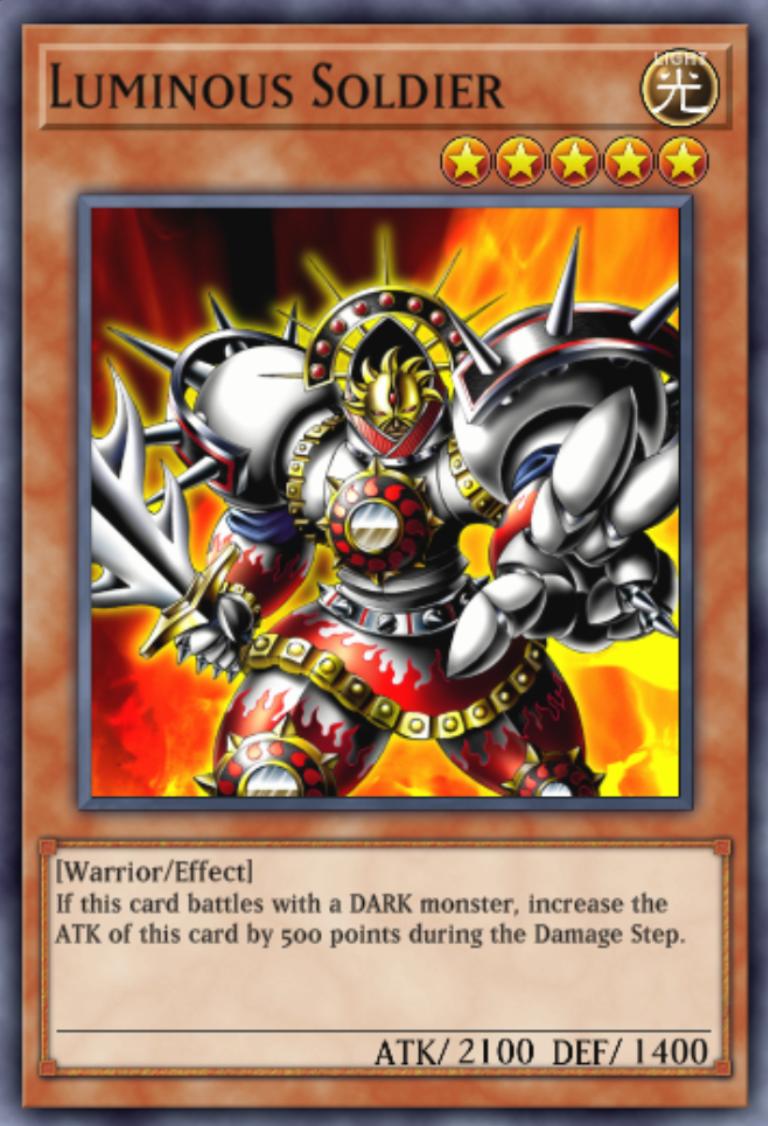 Luminous Soldier
LIGHT
光
[Warrior/Effect]
If this card battles with a DARK monster, increase the
ATK of this card by 500 points during the Damage Step.
ATK/ 2100 DEF/ 1400